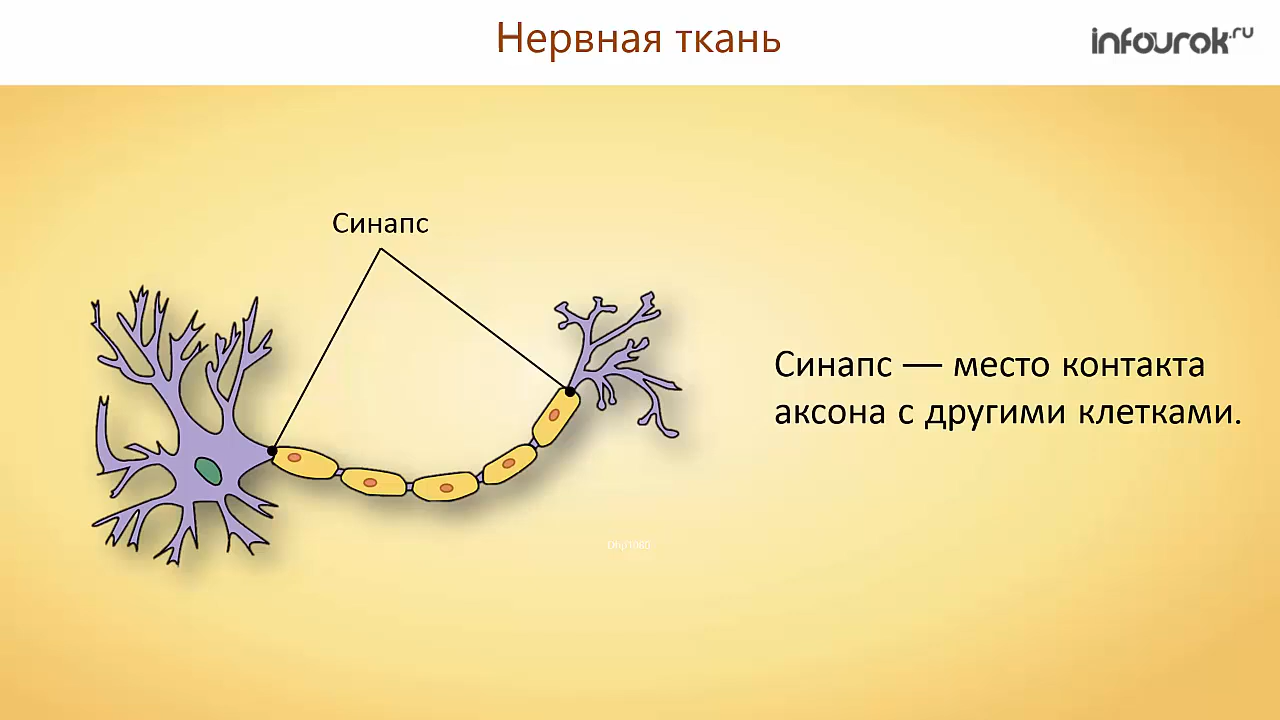 Нервная ткань
infourok.ru
Синапс
Синапс — место контакта
аксона с другими клетками.